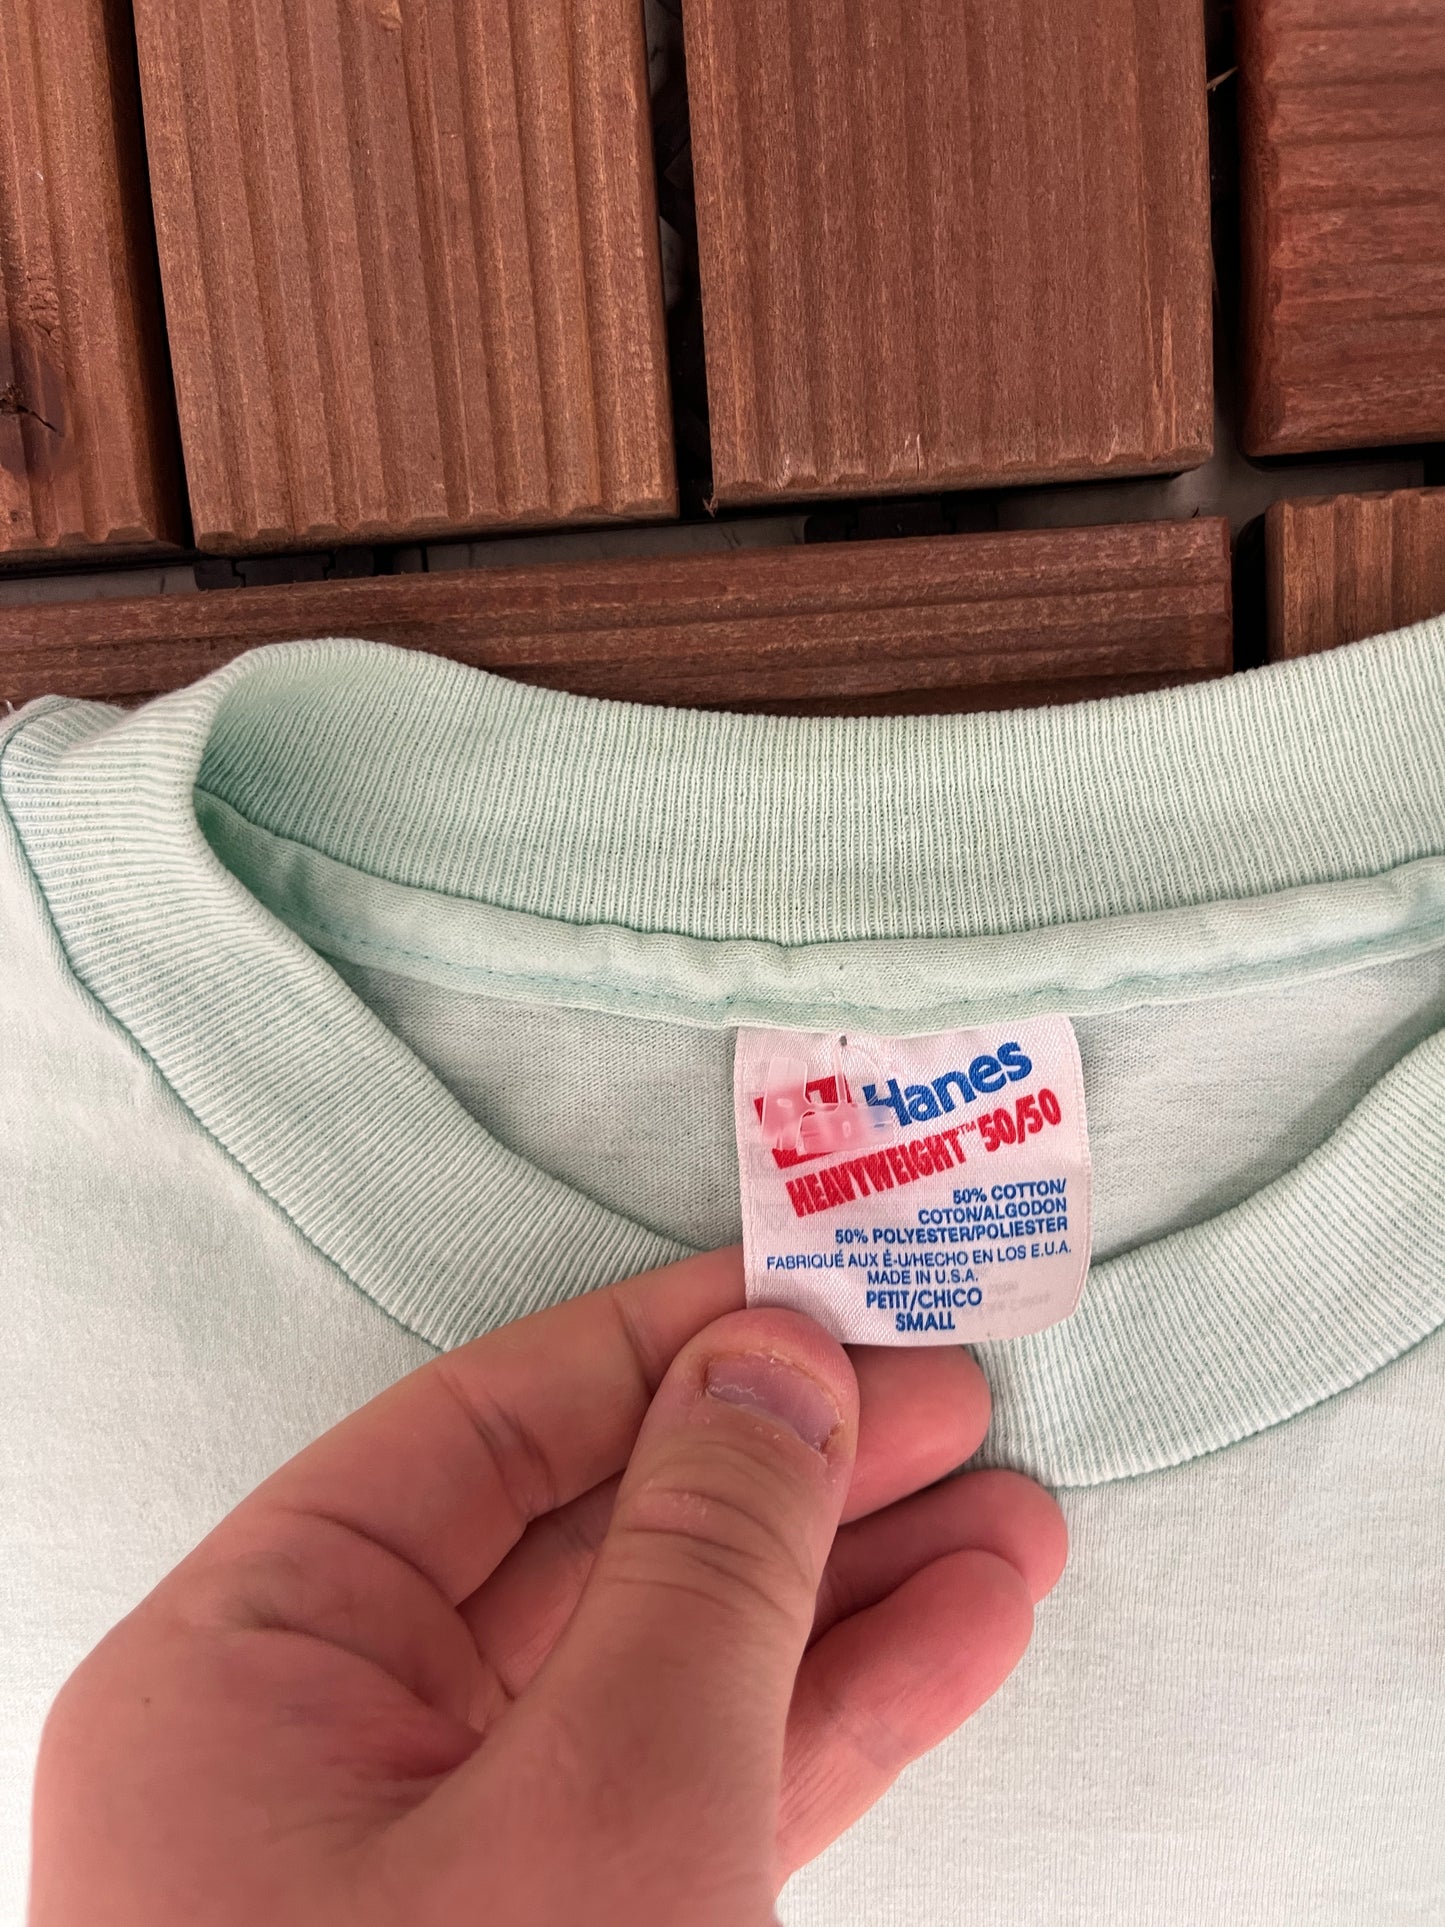 Hanes
HEAVYWEIGHT™ 50/50
50% COTTON/
COTON/ALGODON
50% POLYESTER/POLIESTER
FABRIQUÉ AUX É-U/HECHO EN LOS E.U.A.
MADE IN U.S.A.
PETIT/CHICO
SMALL